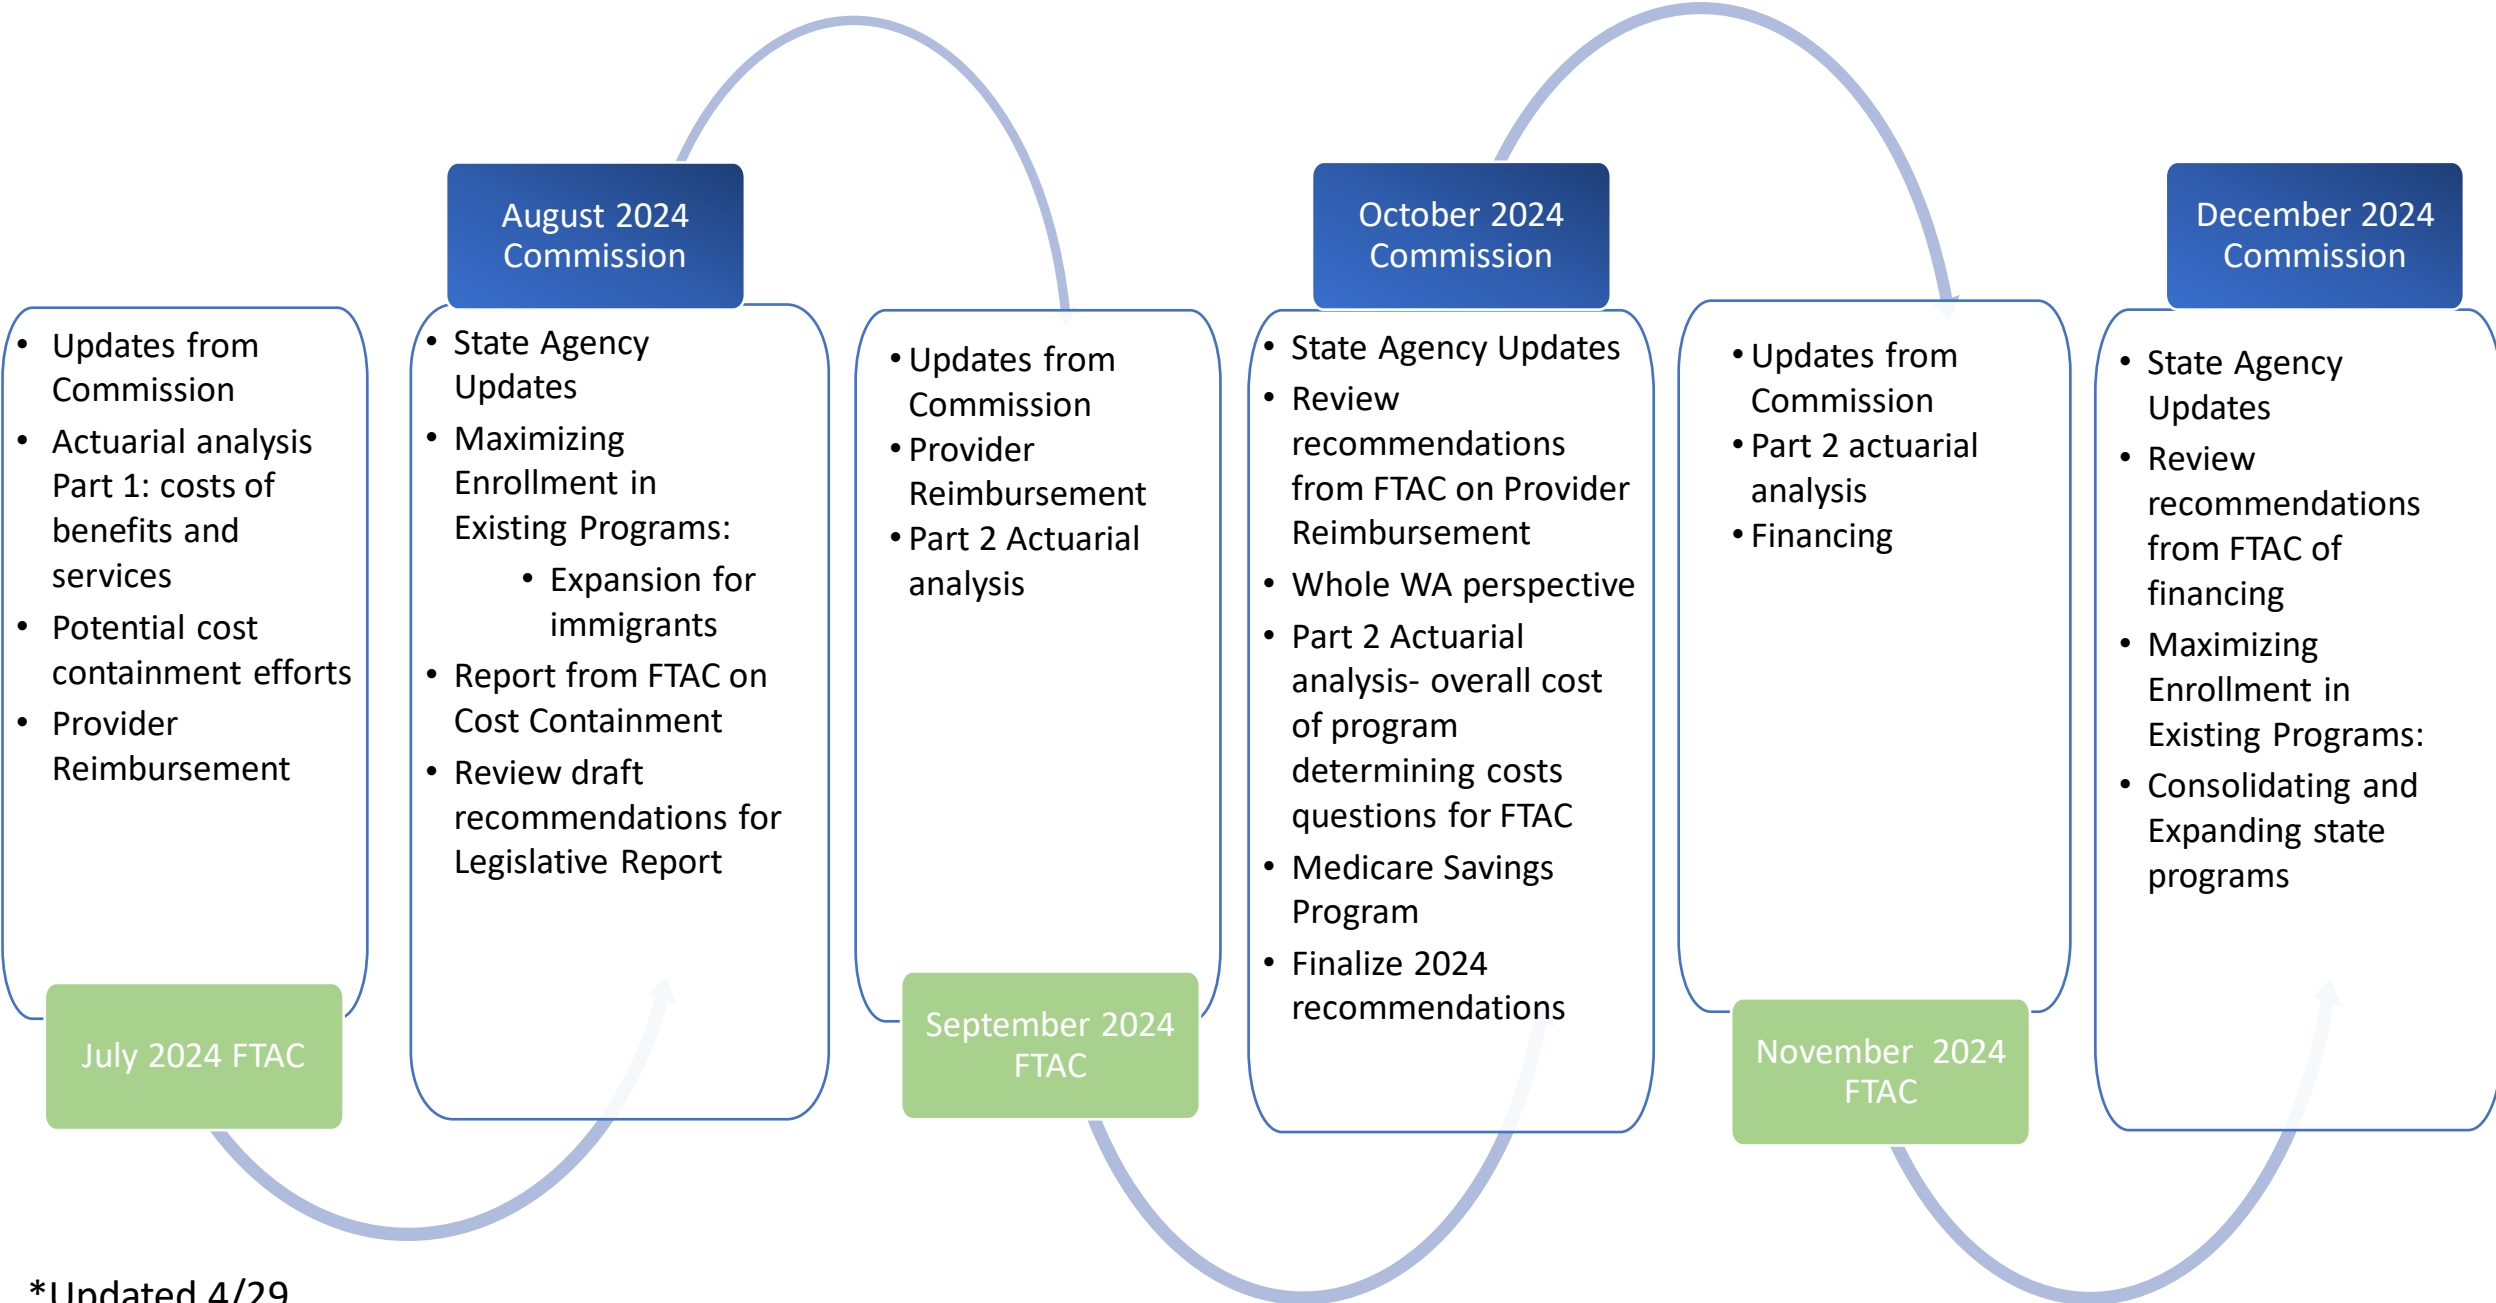 • Updates from
Commission
• Actuarial analysis
Part 1: costs of
benefits and
services
• Potential cost
containment efforts
• Provider
Reimbursement
July 2024 FTAC
August 2024
Commission
• State Agency
Updates
• Maximizing
Enrollment in
Existing Programs:
• Expansion for
immigrants
• Report from FTAC on
Cost Containment
• Review draft
recommendations for
Legislative Report
• Updates from
Commission
• Provider
Reimbursement
• Part 2 Actuarial
analysis
September 2024
FTAC
October 2024
Commission
• State Agency Updates
• Review
recommendations
from FTAC on Provider
Reimbursement
• Whole WA perspective
• Part 2 Actuarial
analysis- overall cost
of program
determining costs
questions for FTAC
• Medicare Savings
Program
• Finalize 2024
recommendations
• Updates from
Commission
• Part 2 actuarial
analysis
• Financing
November 2024
FTAC
December 2024
Commission
• State Agency
Updates
• Review
recommendations
from FTAC of
financing
• Maximizing
Enrollment in
Existing Programs:
• Consolidating and
Expanding state
programs
*Updated 4/29